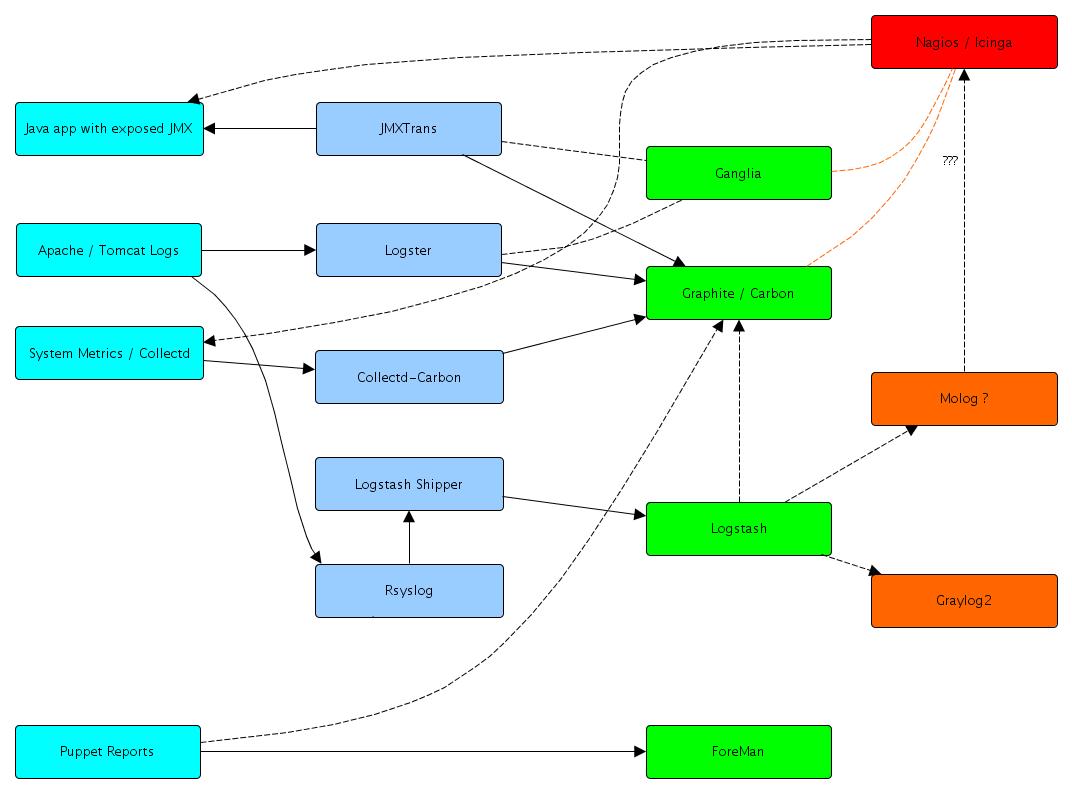 Nagios / Icinga
Java app with exposed JMX
JMXTrans
???
Ganglia
Apache / Tomcat Logs
Logster
Graphite / Carbon
System Metrics / Collectd
Collectd-Carbon
Molog ?
Logstash Shipper
Logstash
Rsyslog
Graylog2
Puppet Reports
ForeMan